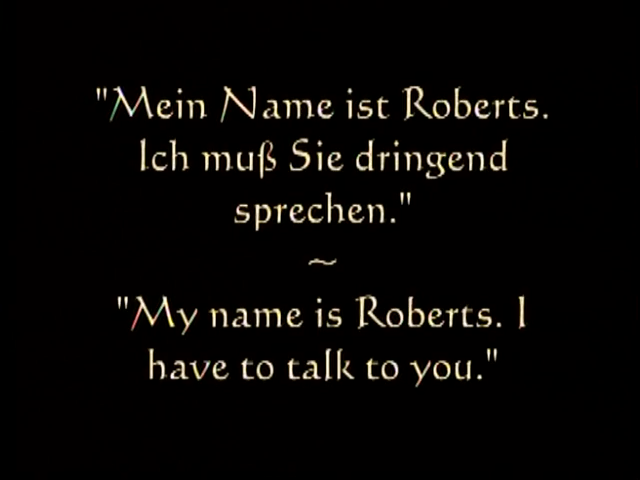 "Mein Name ist Roberts.
Ich muß Sie dringend
sprechen."
~
"My name is Roberts. I
have to talk to you."